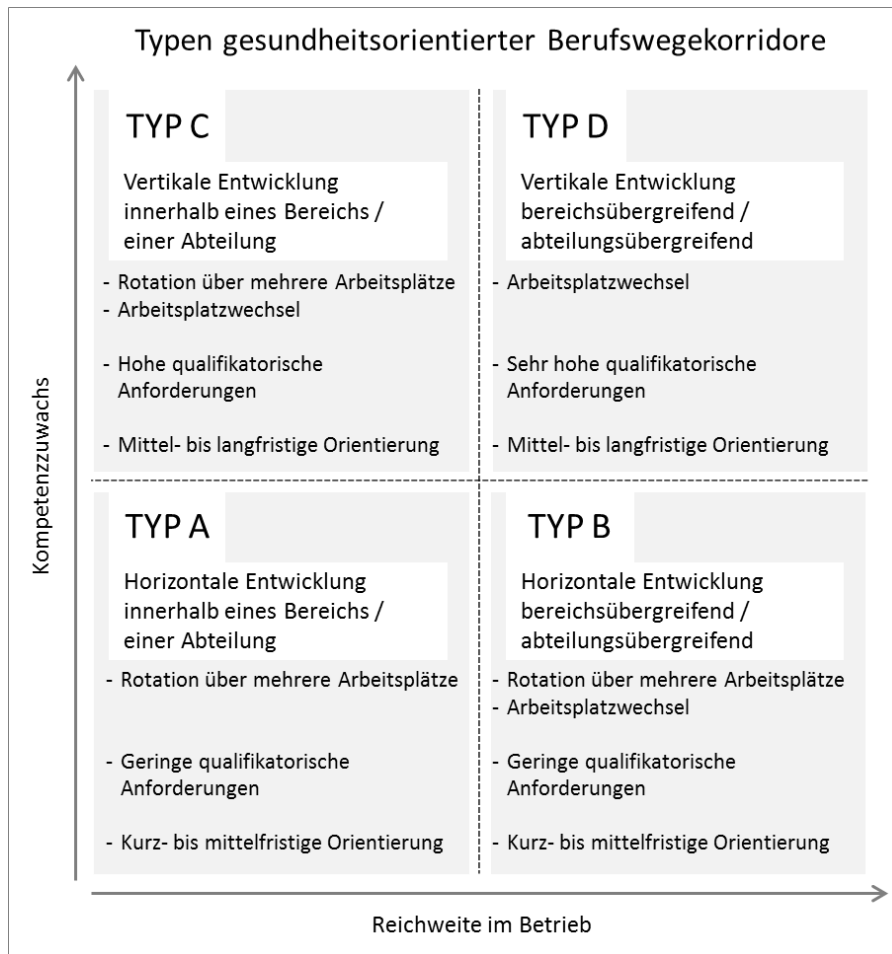 Typen gesundheitsorientierter Berufswegekorridore
Kompetenzzuwachs
TYP C
Vertikale Entwicklung
innerhalb eines Bereichs /
einer Abteilung
- Rotation über mehrere Arbeitsplätze
- Arbeitsplatzwechsel
- Hohe qualifikatorische
Anforderungen
- Mittel- bis langfristige Orientierung
TYP D
Vertikale Entwicklung
bereichsübergreifend /
abteilungsübergreifend
- Arbeitsplatzwechsel
- Sehr hohe qualifikatorische
Anforderungen
- Mittel- bis langfristige Orientierung
TYP A
Horizontale Entwicklung
innerhalb eines Bereichs /
einer Abteilung
- Rotation über mehrere Arbeitsplätze
- Geringe qualifikatorische
Anforderungen
- Kurz- bis mittelfristige Orientierung
TYP B
Horizontale Entwicklung
bereichsübergreifend /
abteilungsübergreifend
- Rotation über mehrere Arbeitsplätze
- Arbeitsplatzwechsel
- Geringe qualifikatorische
Anforderungen
- Kurz- bis mittelfristige Orientierung
Reichweite im Betrieb